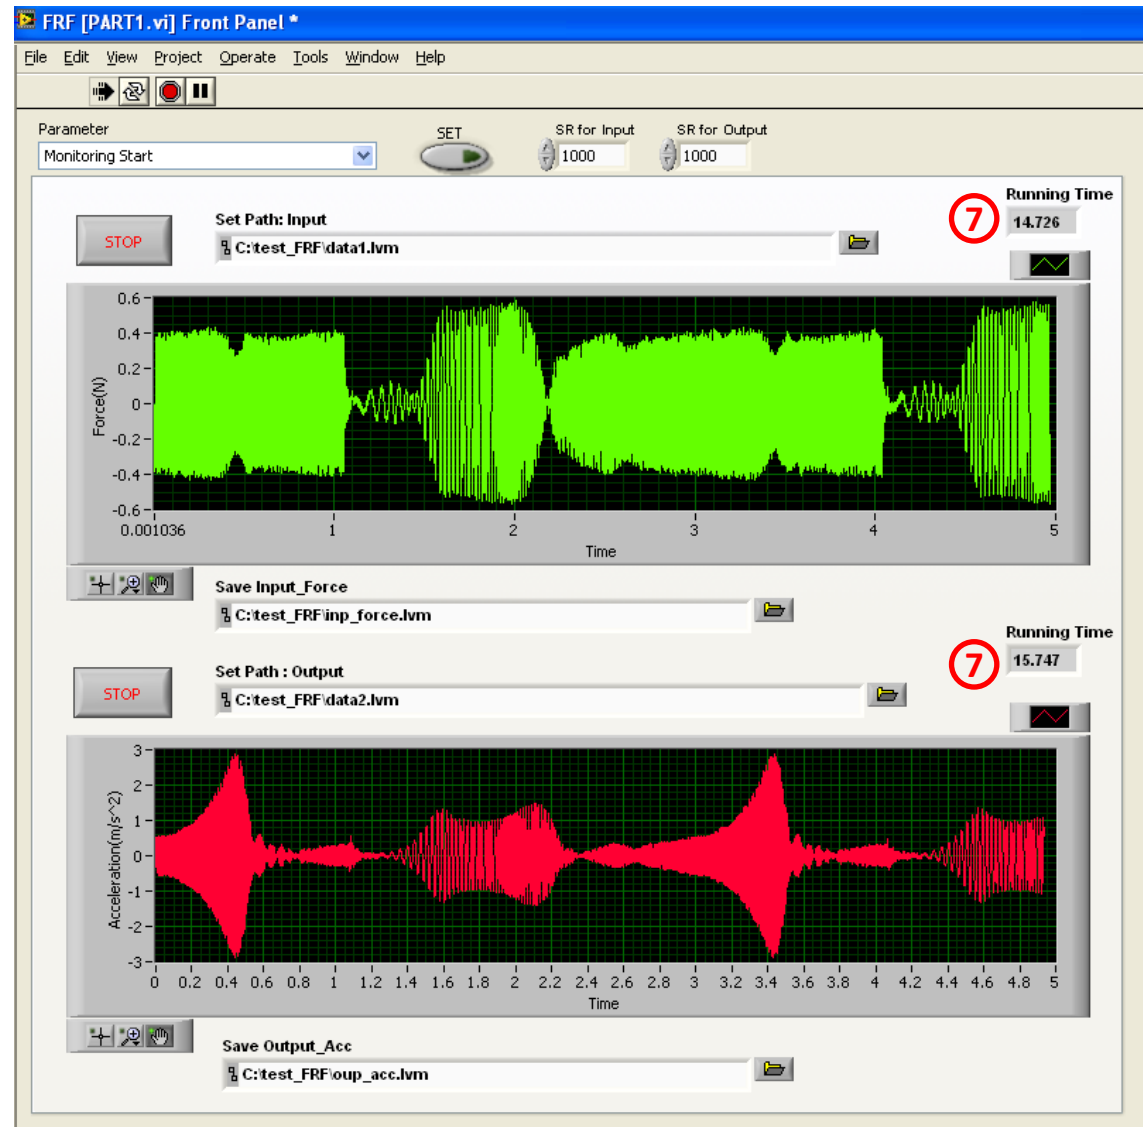 FRF [PART1.vi] Front Panel *
File Edit View Project Operate Tools Window Help
Parameter
SET
SR for Input
SR for Output
Monitoring Start
1000
1000
Running Time
7
14.726
STOP
Set Path: Input
C:\test_FRF\data1.lvm
Force(N)
0.6
0.4
0.2
0
-0.2
-0.4
-0.6
0.001036 1 2 3 4 5
Time
Save Input_Force
C:\test_FRF\inp_force.lvm
Running Time
7
15.747
STOP
Set Path : Output
C:\test_FRF\data2.lvm
Acceleration(m/s^2)
3
2
1
0
-1
-2
-3
0 0.2 0.4 0.6 0.8 1 1.2 1.4 1.6 1.8 2 2.2 2.4 2.6 2.8 3 3.2 3.4 3.6 3.8 4 4.2 4.4 4.6 4.8 5
Time
Save Output_Acc
C:\test_FRF\oup_acc.lvm